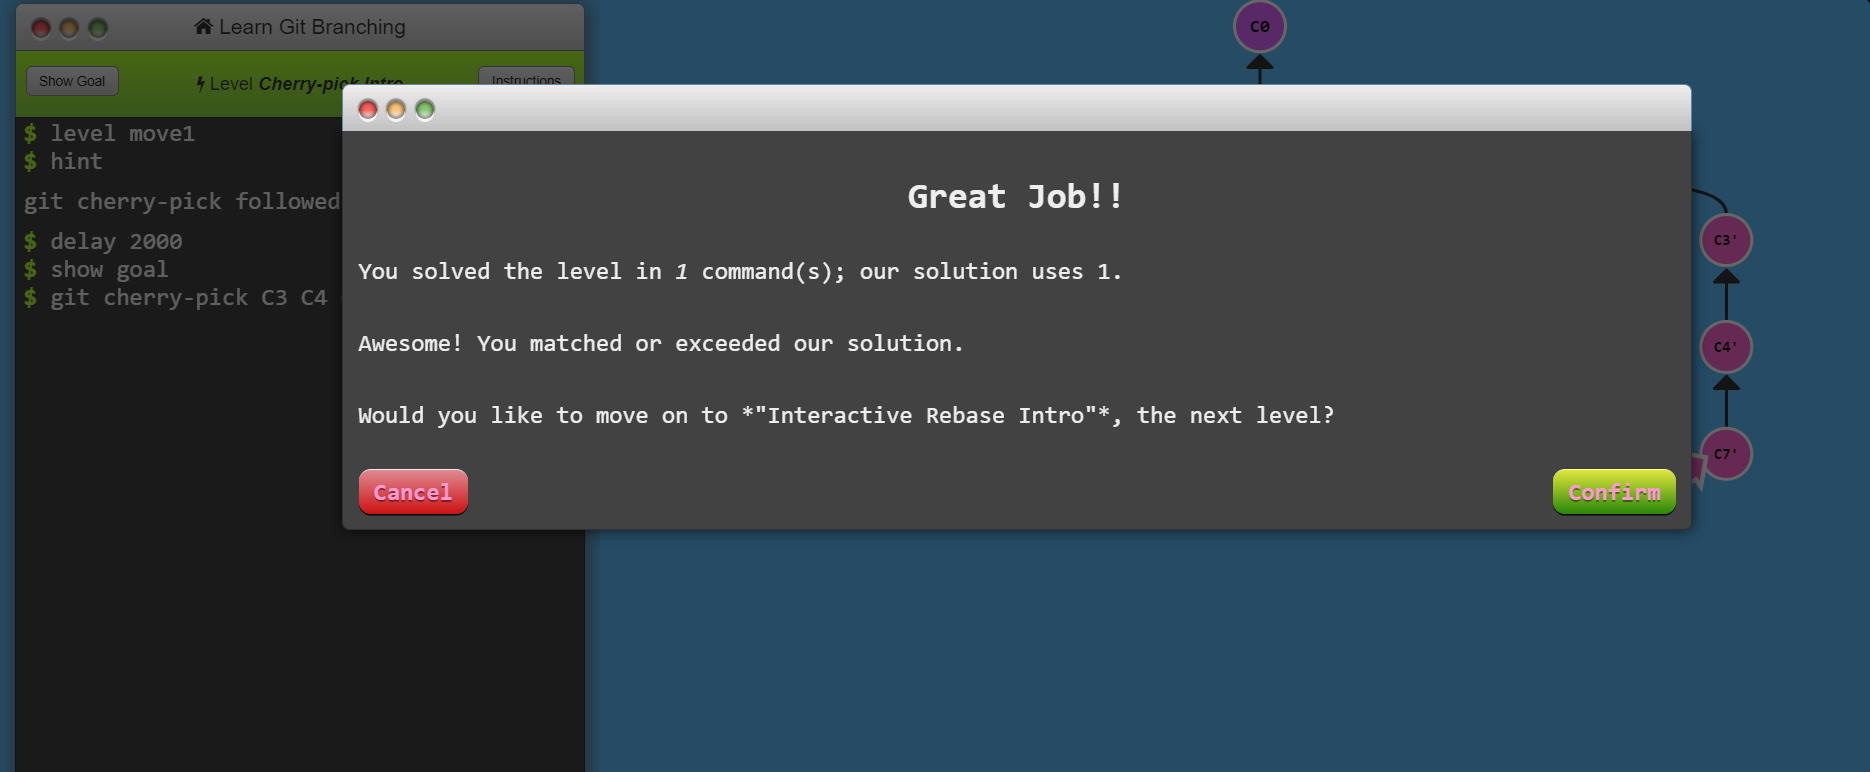 Learn Git Branching
Show Goal
Level Cherry-pick Intro
Instructions
$ level move1
$ hint
git cherry-pick followed
$ delay 2000
$ show goal
$ git cherry-pick C3 C4
Great Job!!
You solved the level in 1 command(s); our solution uses 1.
Awesome! You matched or exceeded our solution.
Would you like to move on to *"Interactive Rebase Intro"*, the next level?
Cancel
Confirm
C0
C3'
C4'
C7'